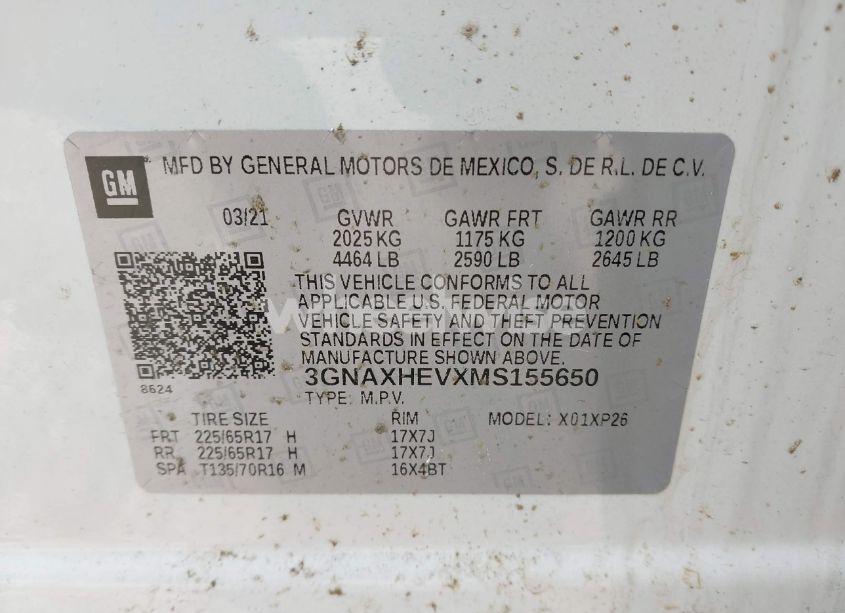 GM
MFD BY GENERAL MOTORS DE MEXICO, S. DE R.L. DE C.V.
03/21 GVWR GAWR FRT GAWR RR
2025 KG 1175 KG 1200 KG
4464 LB 2590 LB 2645 LB
THIS VEHICLE CONFORMS TO ALL
APPLICABLE U.S. FEDERAL MOTOR
VEHICLE SAFETY AND THEFT PREVENTION
STANDARDS IN EFFECT ON THE DATE OF
MANUFACTURE SHOWN ABOVE.
3GNAXHEVXMS155650
8624
TYPE: M.P.V.
TIRE SIZE RIM MODEL: X01XP26
FRT 225/65R17 H 17X7J
RR 225/65R17 H 17X7J
SPA T135/70R16 M 16X4BT